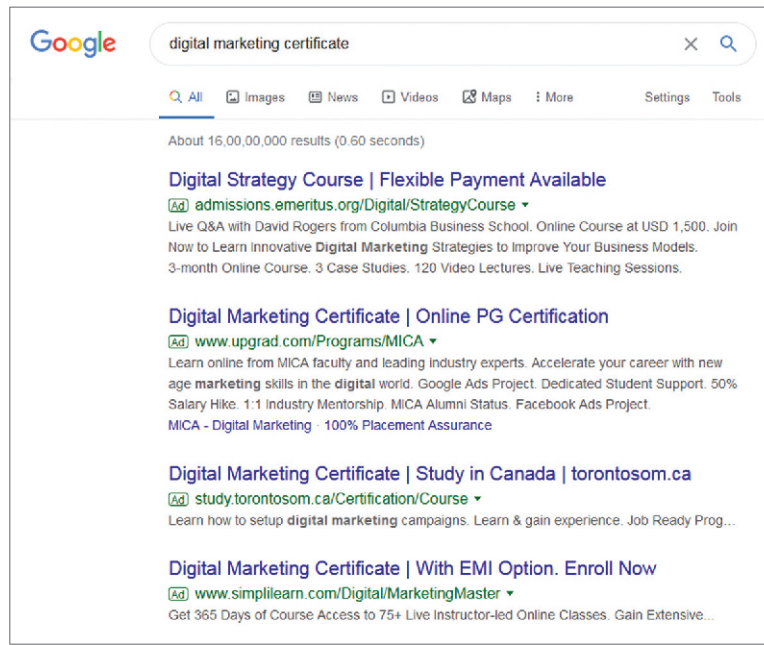 Google
digital marketing certificate
All Images News Videos Maps More Settings Tools
About 16,00,00,000 results (0.60 seconds)
Digital Strategy Course | Flexible Payment Available
Ad admissions.emeritus.org/Digital/StrategyCourse
Live Q&A with David Rogers from Columbia Business School. Online Course at USD 1,500. Join
Now to Learn Innovative Digital Marketing Strategies to Improve Your Business Models.
3-month Online Course. 3 Case Studies. 120 Video Lectures. Live Teaching Sessions.
Digital Marketing Certificate | Online PG Certification
Ad www.upgrad.com/Programs/MICA
Learn online from MICA faculty and leading industry experts. Accelerate your career with new
age marketing skills in the digital world. Google Ads Project. Dedicated Student Support. 50%
Salary Hike. 1:1 Industry Mentorship. MICA Alumni Status. Facebook Ads Project.
MICA - Digital Marketing · 100% Placement Assurance
Digital Marketing Certificate | Study in Canada | torontosom.ca
Ad study.torontosom.ca/Certification/Course
Learn how to setup digital marketing campaigns. Learn & gain experience. Job Ready Prog...
Digital Marketing Certificate | With EMI Option. Enroll Now
Ad www.simplilearn.com/Digital/MarketingMaster
Get 365 Days of Course Access to 75+ Live Instructor-led Online Classes. Gain Extensive...